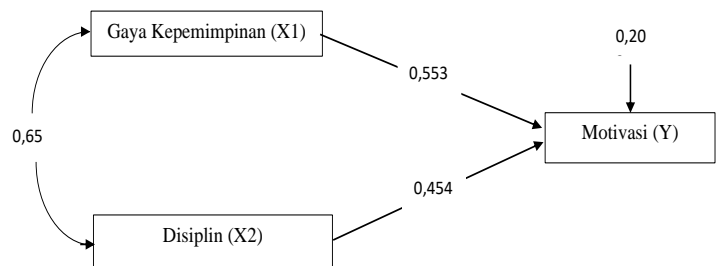 Gaya Kepemimpinan (X1)
0,20
0,553
Motivasi (Y)
0,65
0,454
Disiplin (X2)